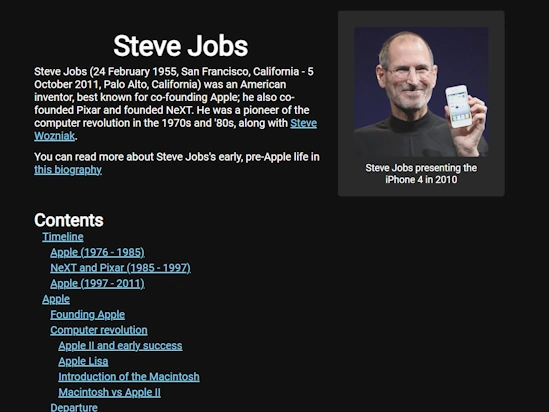 Steve Jobs
Steve Jobs (24 February 1955, San Francisco, California - 5
October 2011, Palo Alto, California) was an American
inventor, best known for co-founding Apple; he also co-
founded Pixar and founded NeXT. He was a pioneer of the
computer revolution in the 1970s and '80s, along with Steve
Wozniak.
You can read more about Steve Jobs's early, pre-Apple life in
this biography
Steve Jobs presenting the
iPhone 4 in 2010
Contents
Timeline
Apple (1976 - 1985)
NeXT and Pixar (1985 - 1997)
Apple (1997 - 2011)
Apple
Founding Apple
Computer revolution
Apple II and early success
Apple Lisa
Introduction of the Macintosh
Macintosh vs Apple II
Departure